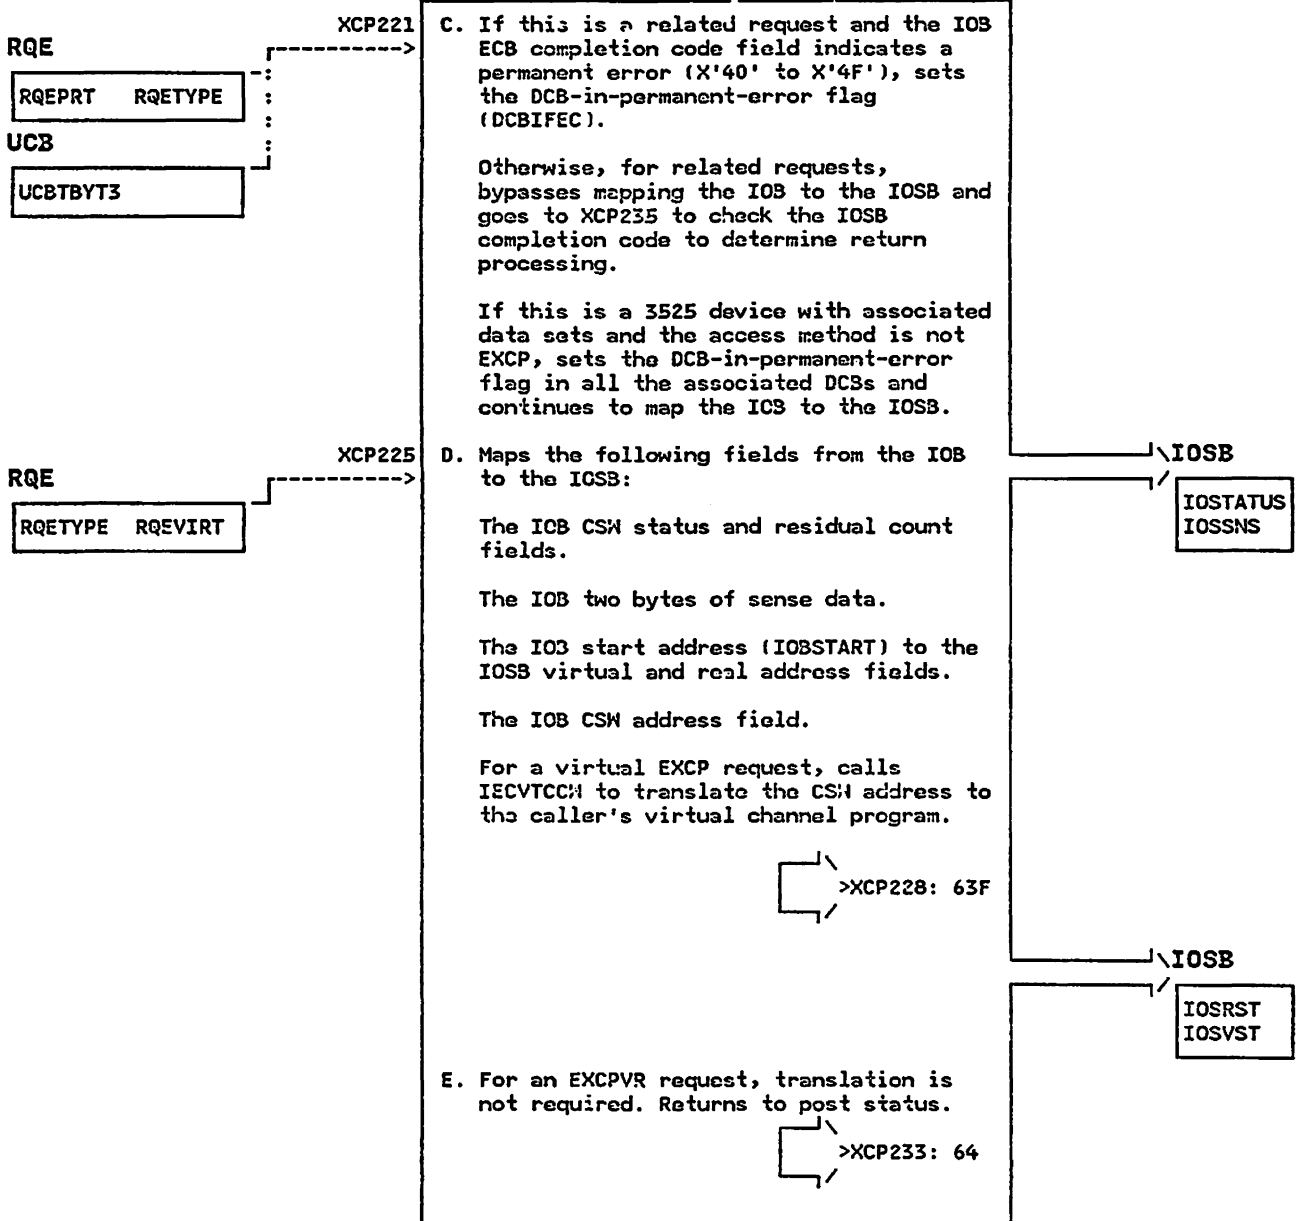 XCP221
C. If this is a related request and the IOB
ECB completion code field indicates a
permanent error (X'40' to X'4F'), sets
the DCB-in-permanent-error flag
(DCBIFEC).
RQE
RQEPRT RQETYPE
UCB
UCBTBYT3
Otherwise, for related requests,
bypasses mapping the IOB to the IOSB and
goes to XCP235 to check the IOSB
completion code to determine return
processing.
If this is a 3525 device with associated
data sets and the access method is not
EXCP, sets the DCB-in-permanent-error
flag in all the associated DCBs and
continues to map the IOB to the IOSB.
XCP225
D. Maps the following fields from the IOB
to the IOSB:
RQE
RQETYPE RQEVIRT
IOSB
IOSTATUS
IOSSNS
The IOB CSW status and residual count
fields.
The IOB two bytes of sense data.
The IOB start address (IOBSTART) to the
IOSB virtual and real address fields.
The IOB CSW address field.
For a virtual EXCP request, calls
IECVTCCW to translate the CSW address to
the caller's virtual channel program.
>XCP228: 63F
IOSB
IOSRST
IOSVST
E. For an EXCPVR request, translation is
not required. Returns to post status.
>XCP233: 64